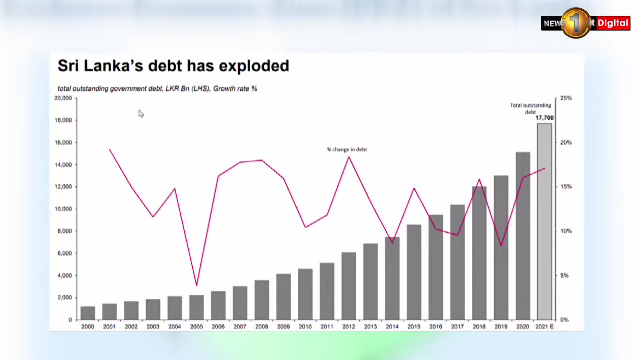 NEWS 1st Digital
Sri Lanka's debt has exploded
total outstanding government debt, LKR Bn (LHS), Growth rate %
20,000
18,000
16,000
14,000
12,000
10,000
8,000
6,000
4,000
2,000
0
25%
20%
15%
10%
5%
0%
Total outstanding
debt
17,700
% change in debt
2000 2001 2002 2003 2004 2005 2006 2007 2008 2009 2010 2011 2012 2013 2014 2015 2016 2017 2018 2019 2020 2021 E